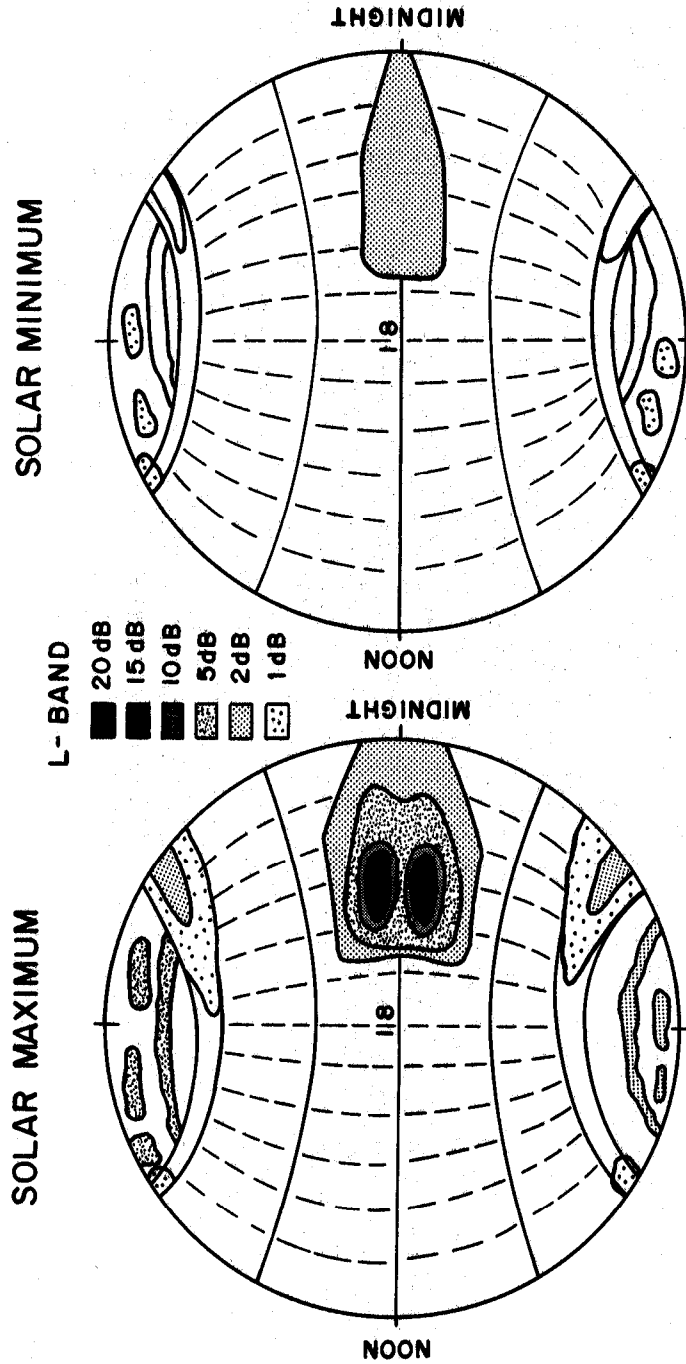 SOLAR MAXIMUM
SOLAR MINIMUM
L- BAND
20dB
15dB
10dB
5dB
2dB
1dB
NOON
18
MIDNIGHT
NOON
18
MIDNIGHT